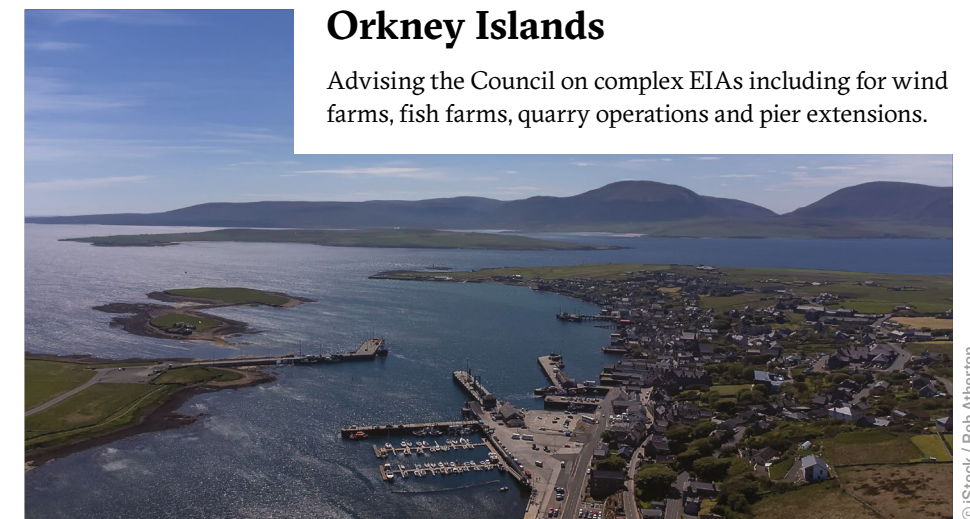 Orkney Islands
Advising the Council on complex EIAs including for wind
farms, fish farms, quarry operations and pier extensions.
©iStock / Rob Atherton